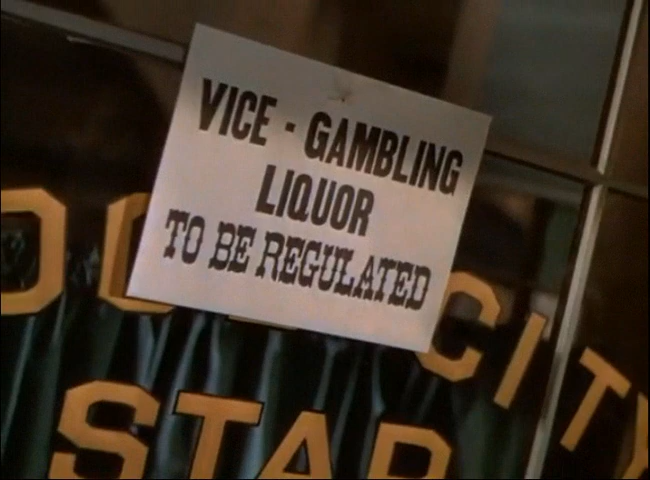 VICE - GAMBLING
LIQUOR
TO BE REGULATED
CITY
STAR